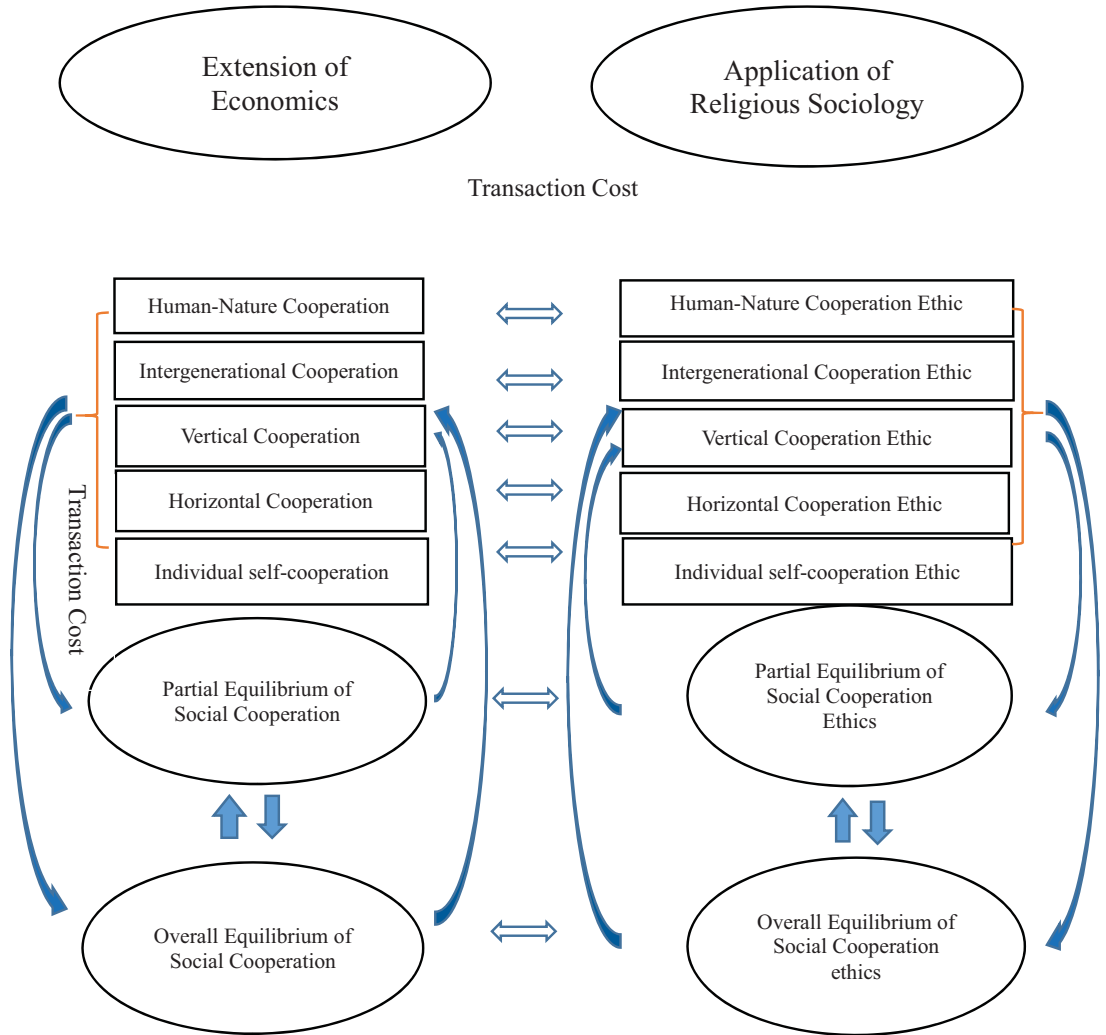 Extension of
Economics
Application of
Religious Sociology
Transaction Cost
Human-Nature Cooperation
Human-Nature Cooperation Ethic
Intergenerational Cooperation
Intergenerational Cooperation Ethic
Vertical Cooperation
Vertical Cooperation Ethic
Horizontal Cooperation
Horizontal Cooperation Ethic
Individual self-cooperation
Individual self-cooperation Ethic
Transaction Cost
Partial Equilibrium of
Social Cooperation
Partial Equilibrium of
Social Cooperation
Ethics
Overall Equilibrium of
Social Cooperation
Overall Equilibrium of
Social Cooperation
ethics